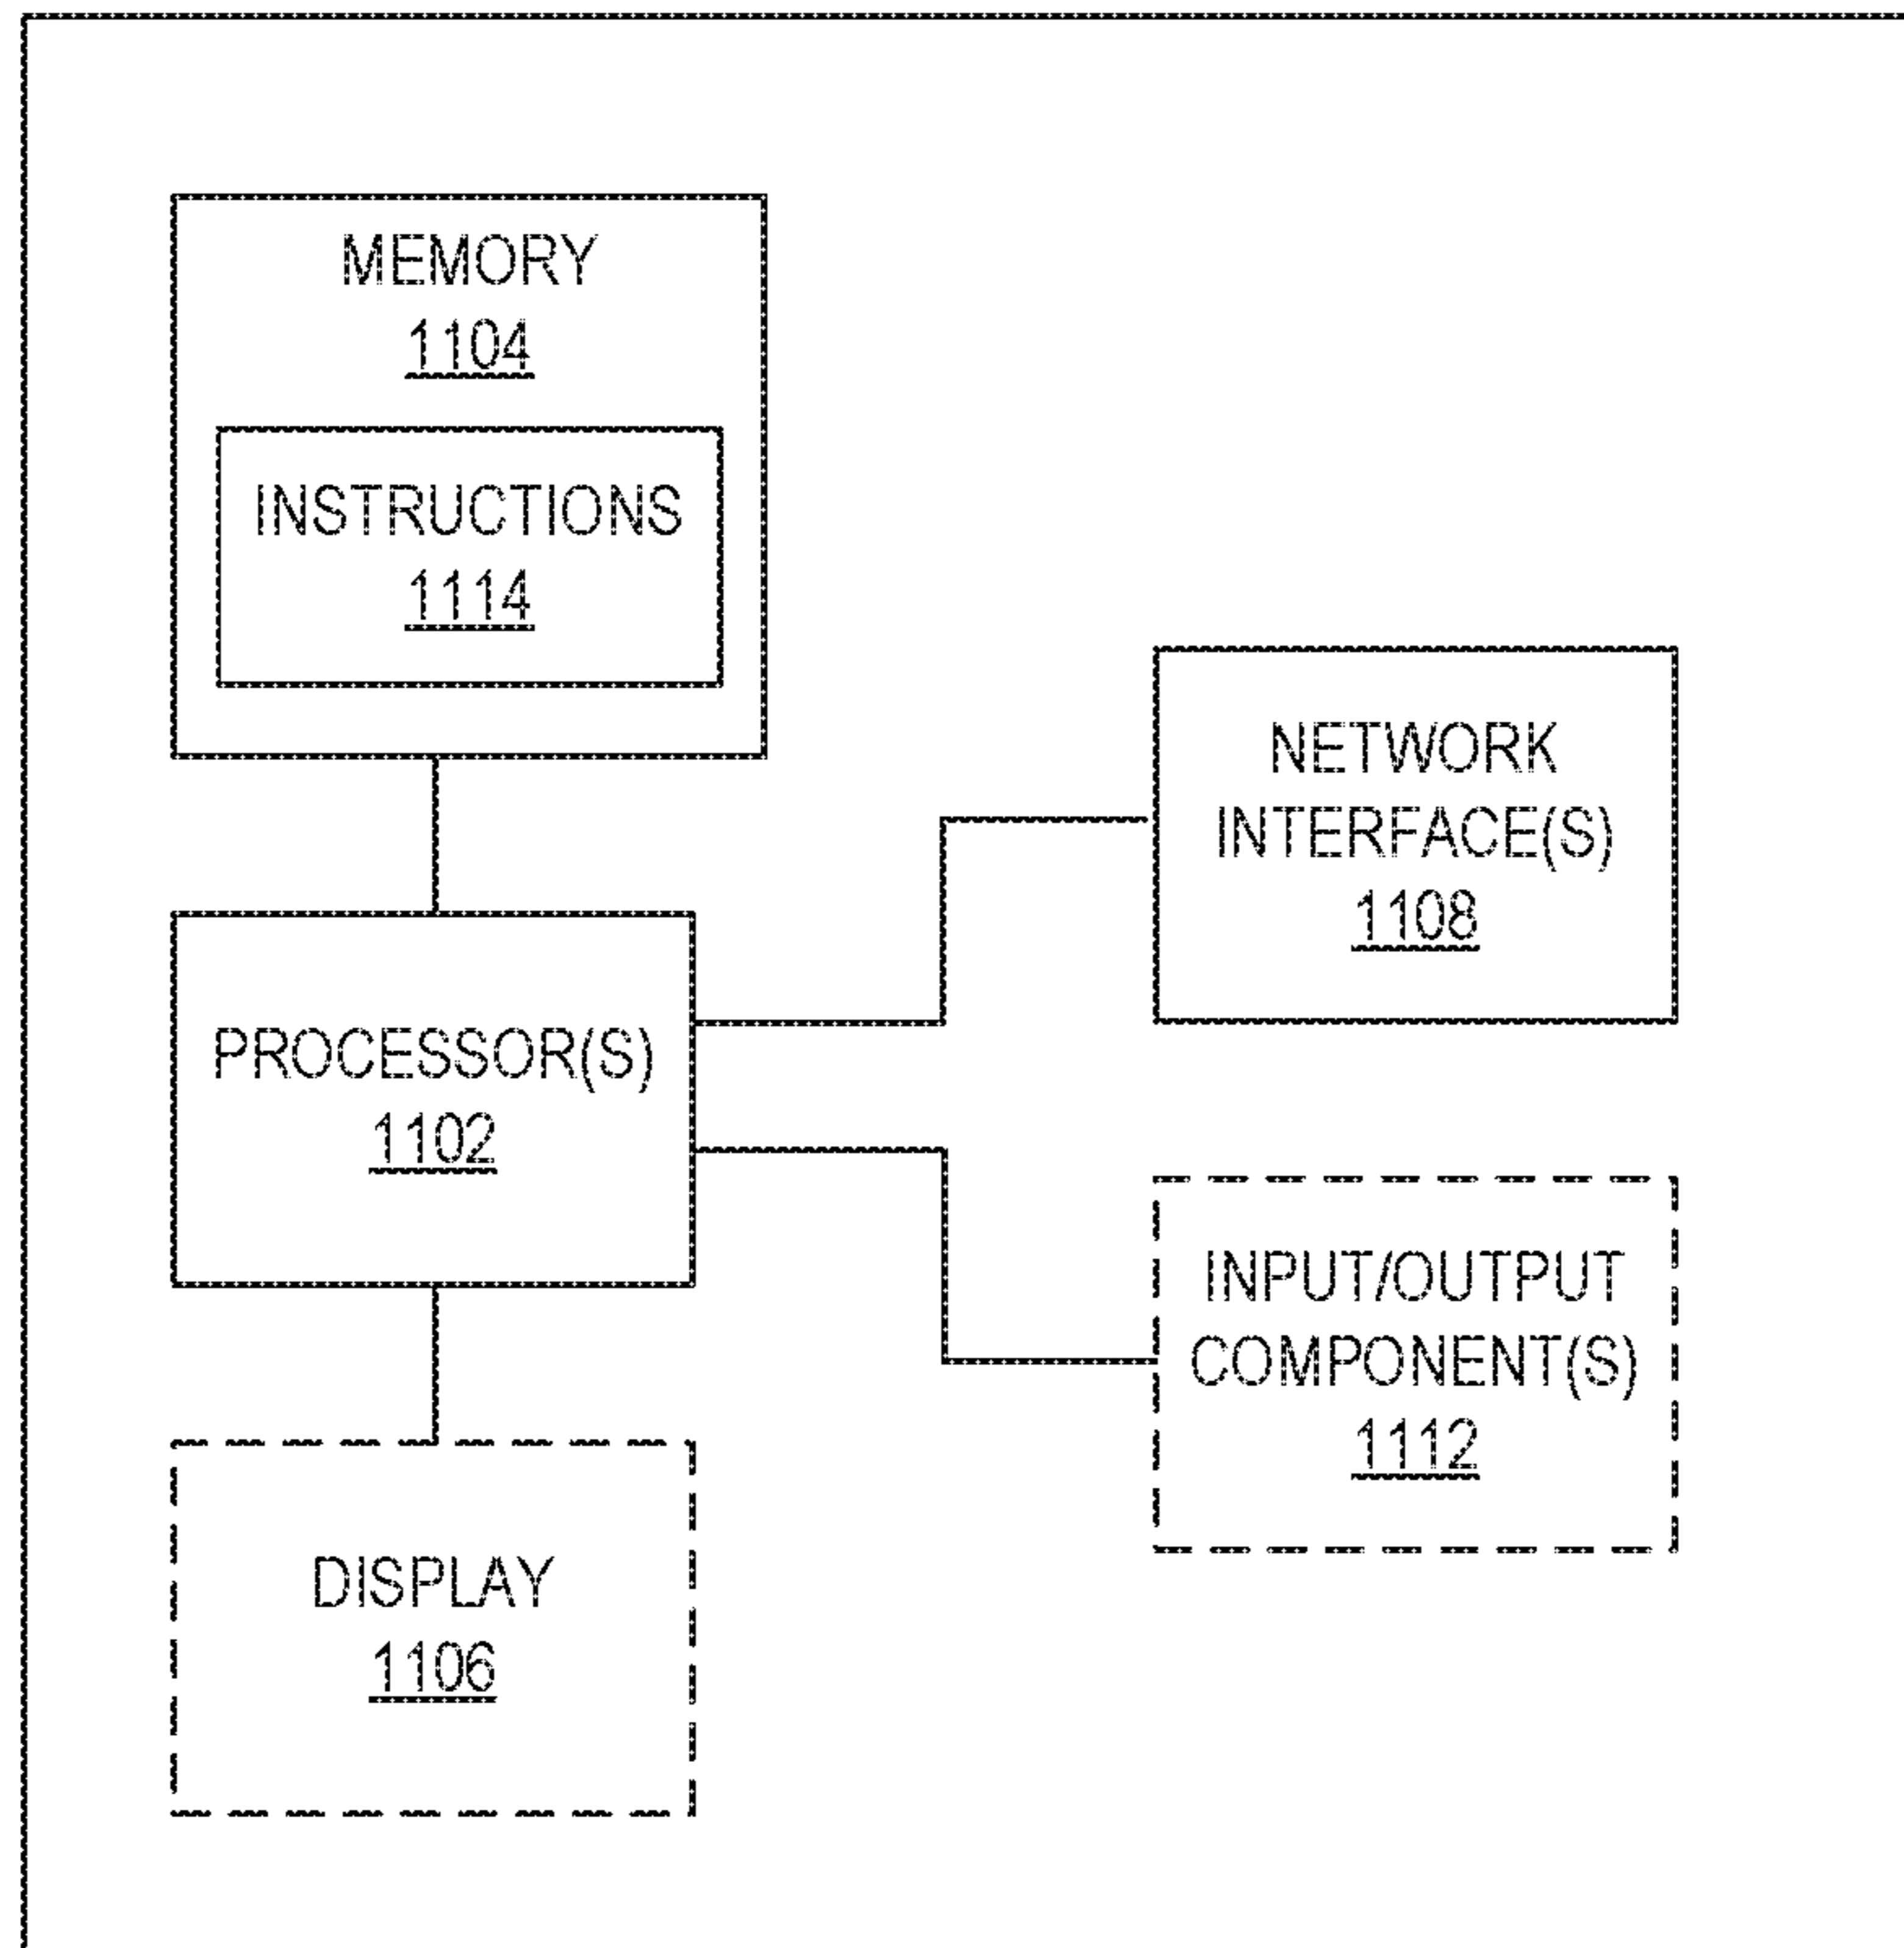 MEMORY
1104
INSTRUCTIONS
1114
NETWORK
INTERFACE(S)
1108
PROCESSOR(S)
1102
INPUT/OUTPUT
COMPONENT(S)
1112
DISPLAY
1106